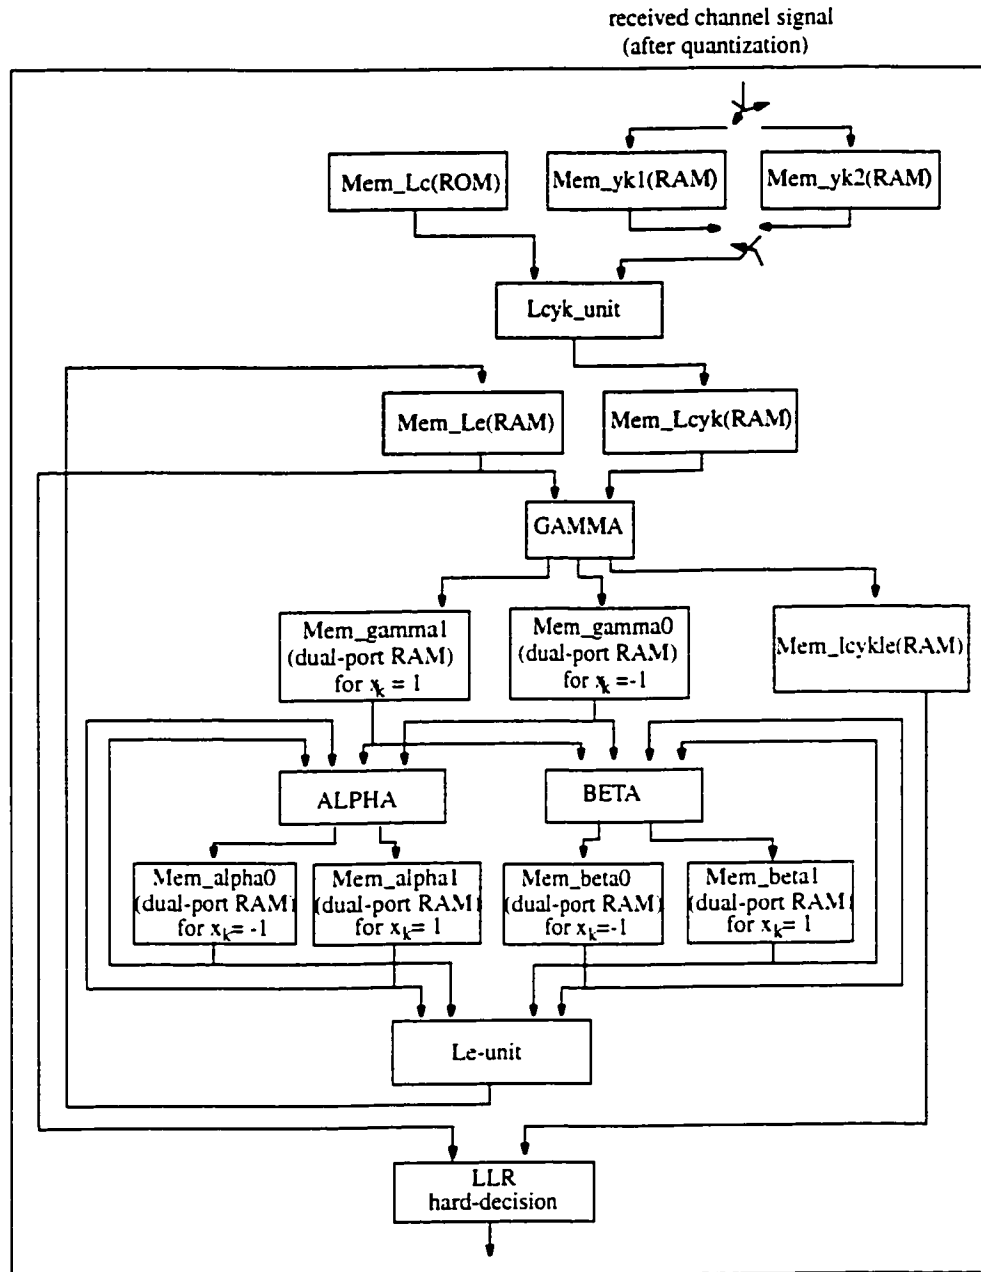 received channel signal
(after quantization)
Mem_Lc(ROM)
Mem_yk1(RAM)
Mem_yk2(RAM)
Lcyk_unit
Mem_Le(RAM)
Mem_Lcyk(RAM)
GAMMA
Mem_gamma1
(dual-port RAM)
for xk = 1
Mem_gamma0
(dual-port RAM)
for xk =-1
Mem_lcykle(RAM)
ALPHA
BETA
Mem_alpha0
(dual-port RAM)
for xk= -1
Mem_alpha1
(dual-port RAM)
for xk= 1
Mem_beta0
(dual-port RAM)
for xk=-1
Mem_beta1
(dual-port RAM)
for xk= 1
Le-unit
LLR
hard-decision